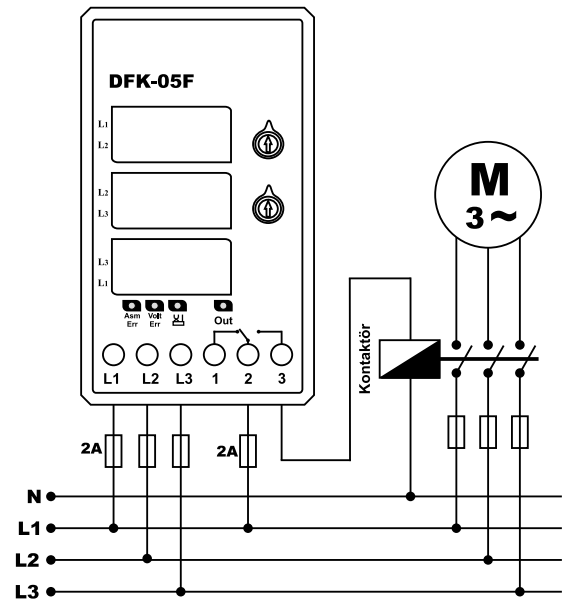 DFK-05F
L1
L2
L2
L3
L3
L1
Asm Err
Volt Err
Out
L1 L2 L3 1 2 3
M
3~
Kontaktör
2A 2A
N
L1
L2
L3